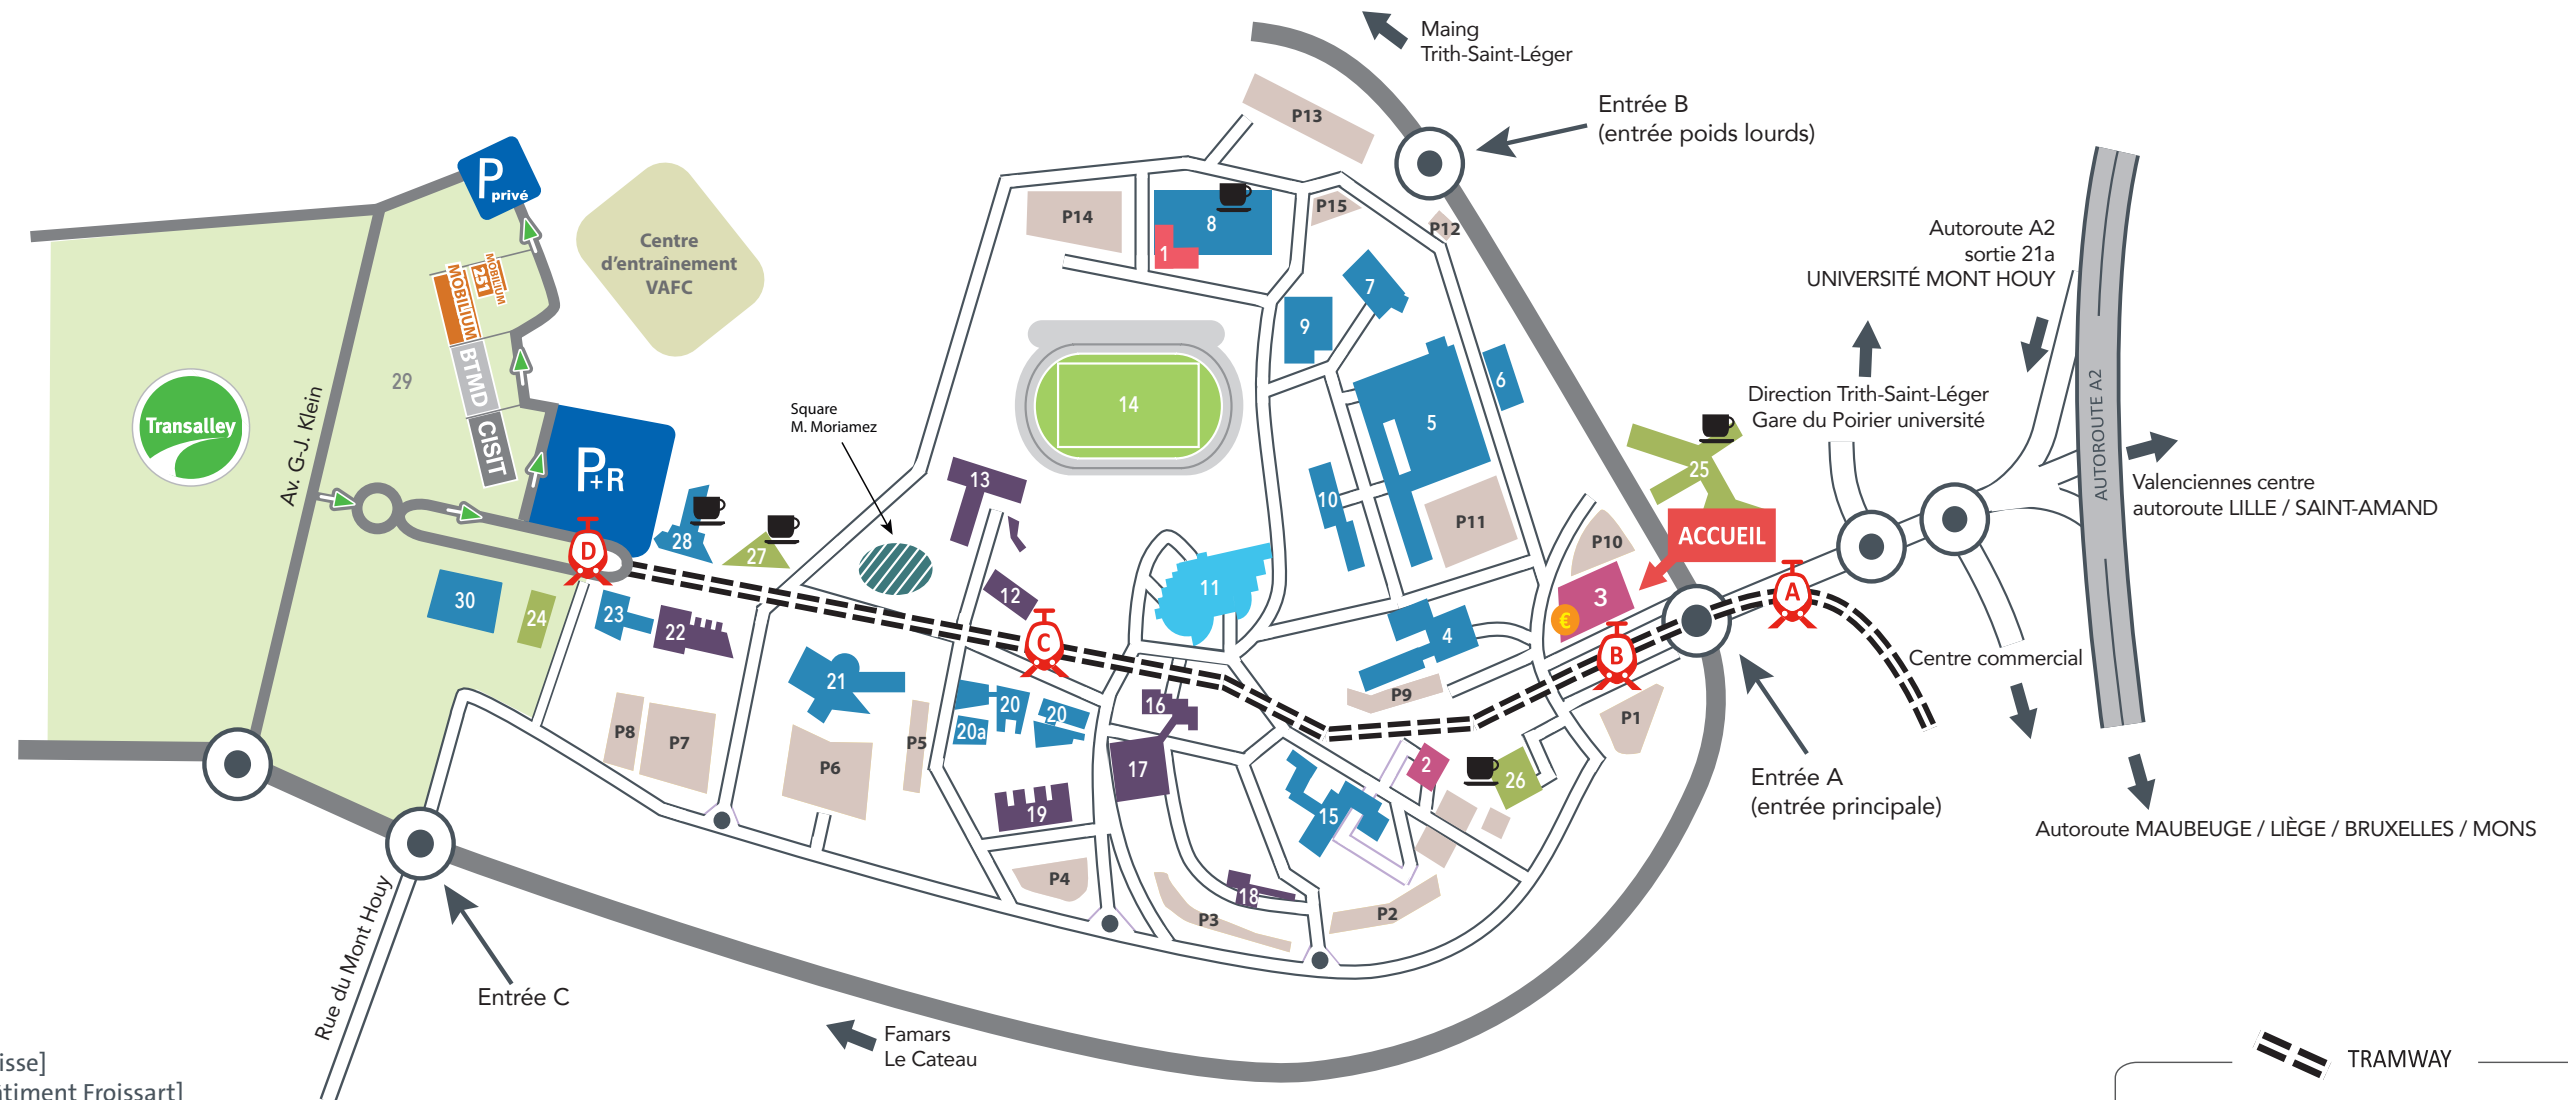 Maing
Trith-Saint-Léger
Entrée B
(entrée poids lourds)
P13
P privé
Centre
d'entraînement
VAFC
P14
8
1
P15
P12
Autoroute A2
sortie 21a
UNIVERSITÉ MONT HOUY
MOBILIUM
251
MOBILIUM
BTMD
CISIT
29
Av. G-J. Klein
Transalley
P+R
Square
M. Moriamez
7
9
6
5
14
10
P11
13
12
11
Direction Trith-Saint-Léger
Gare du Poirier université
AUTOROUTE A2
25
Valenciennes centre
autoroute LILLE / SAINT-AMAND
ACCUEIL
P10
3
€
A
B
C
D
28
27
30
24
23
22
21
4
P9
P1
Centre commercial
P8
P7
P6
P5
20
20
20a
16
17
19
2
26
15
Entrée A
(entrée principale)
Autoroute MAUBEUGE / LIÈGE / BRUXELLES / MONS
P4
18
P3
P2
Rue du Mont Houy
Entrée C
Famars
Le Cateau
isse]
âtiment Froissart]
TRAMWAY